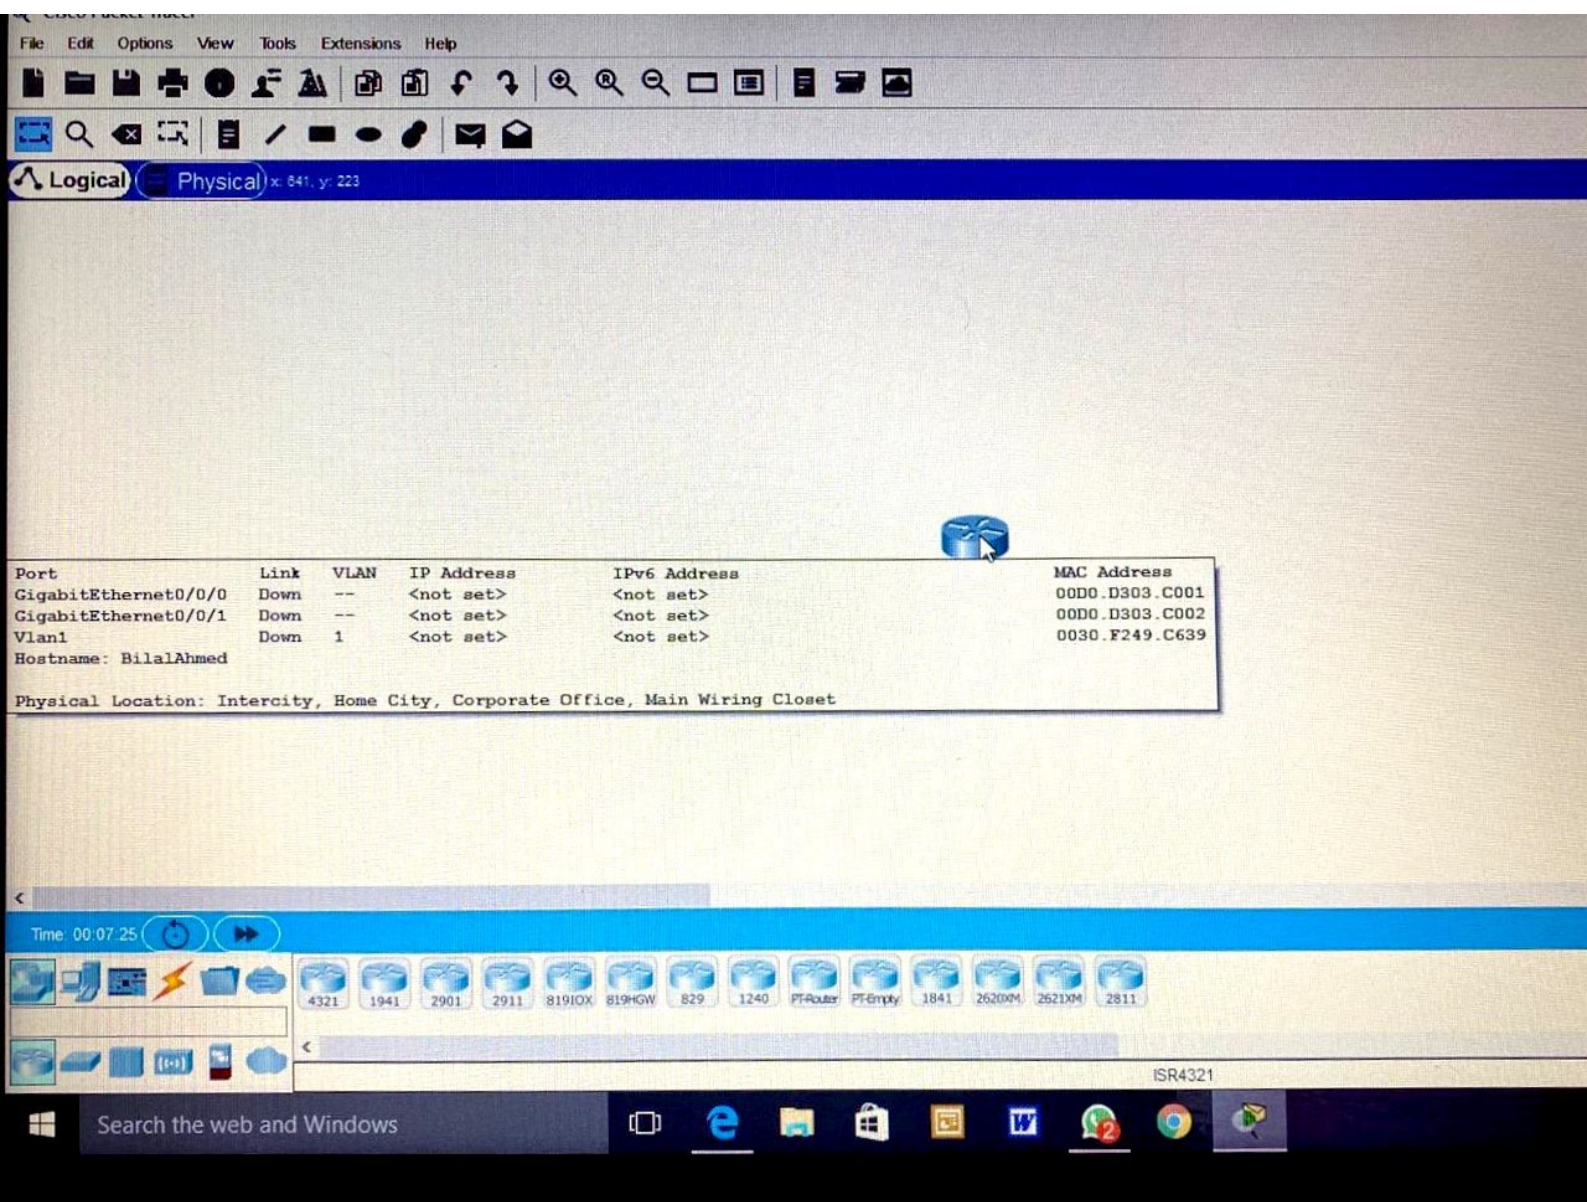 Cisco Packet Tracer
File Edit Options View Tools Extensions Help
Logical Physical x: 641, y: 223
Port Link VLAN IP Address IPv6 Address MAC Address
GigabitEthernet0/0/0 Down -- <not set> <not set> 00D0.D303.C001
GigabitEthernet0/0/1 Down -- <not set> <not set> 00D0.D303.C002
Vlan1 Down 1 <not set> <not set> 0030.F249.C639
Hostname: BilalAhmed
Physical Location: Intercity, Home City, Corporate Office, Main Wiring Closet
Time: 00:07:25
4321 1941 2901 2911 819IOX 819HGW 829 1240 PT-Router PT-Empty 1841 2620XM 2621XM 2811
ISR4321
Search the web and Windows
2